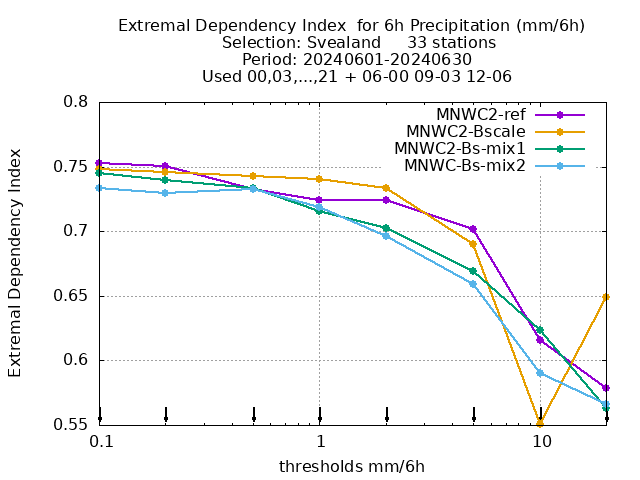 Extremal Dependency Index  for 6h Precipitation (mm/6h)
Selection: Svealand     33 stations
Period: 20240601-20240630
Used 00,03,...,21 + 06-00 09-03 12-06
MNWC2-ref
MNWC2-Bscale
MNWC2-Bs-mix1
MNWC-Bs-mix2
Extremal Dependency Index
0.8
0.75
0.7
0.65
0.6
0.55
0.1 1 10
thresholds mm/6h